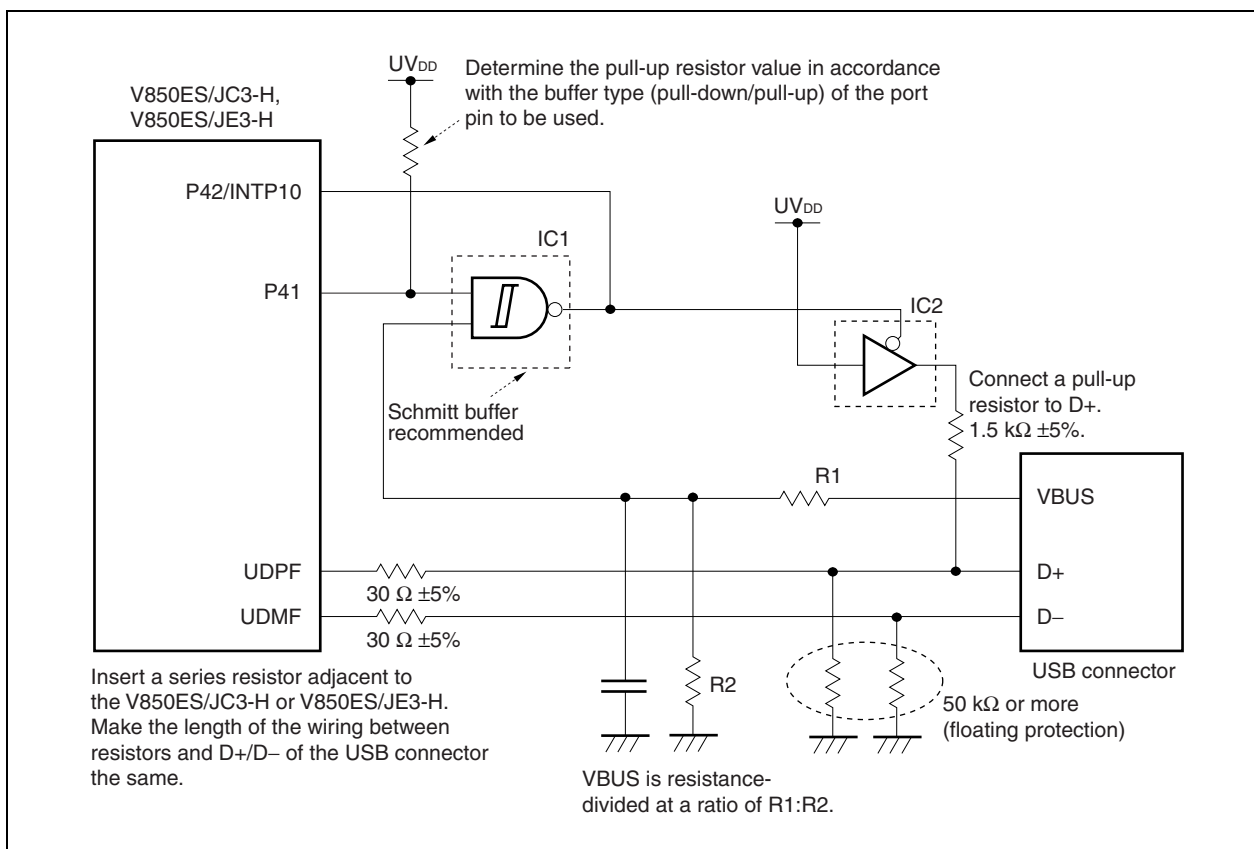 UVDD
Determine the pull-up resistor value in accordance
with the buffer type (pull-down/pull-up) of the port
pin to be used.
V850ES/JC3-H,
V850ES/JE3-H
P42/INTP10
UVDD
IC1
P41
IC2
Schmitt buffer
recommended
Connect a pull-up
resistor to D+.
1.5 kΩ ±5%.
R1
VBUS
UDPF
30 Ω ±5%
D+
UDMF
30 Ω ±5%
D−
USB connector
Insert a series resistor adjacent to
the V850ES/JC3-H or V850ES/JE3-H.
Make the length of the wiring between
resistors and D+/D− of the USB connector
the same.
R2
50 kΩ or more
(floating protection)
VBUS is resistance-
divided at a ratio of R1:R2.